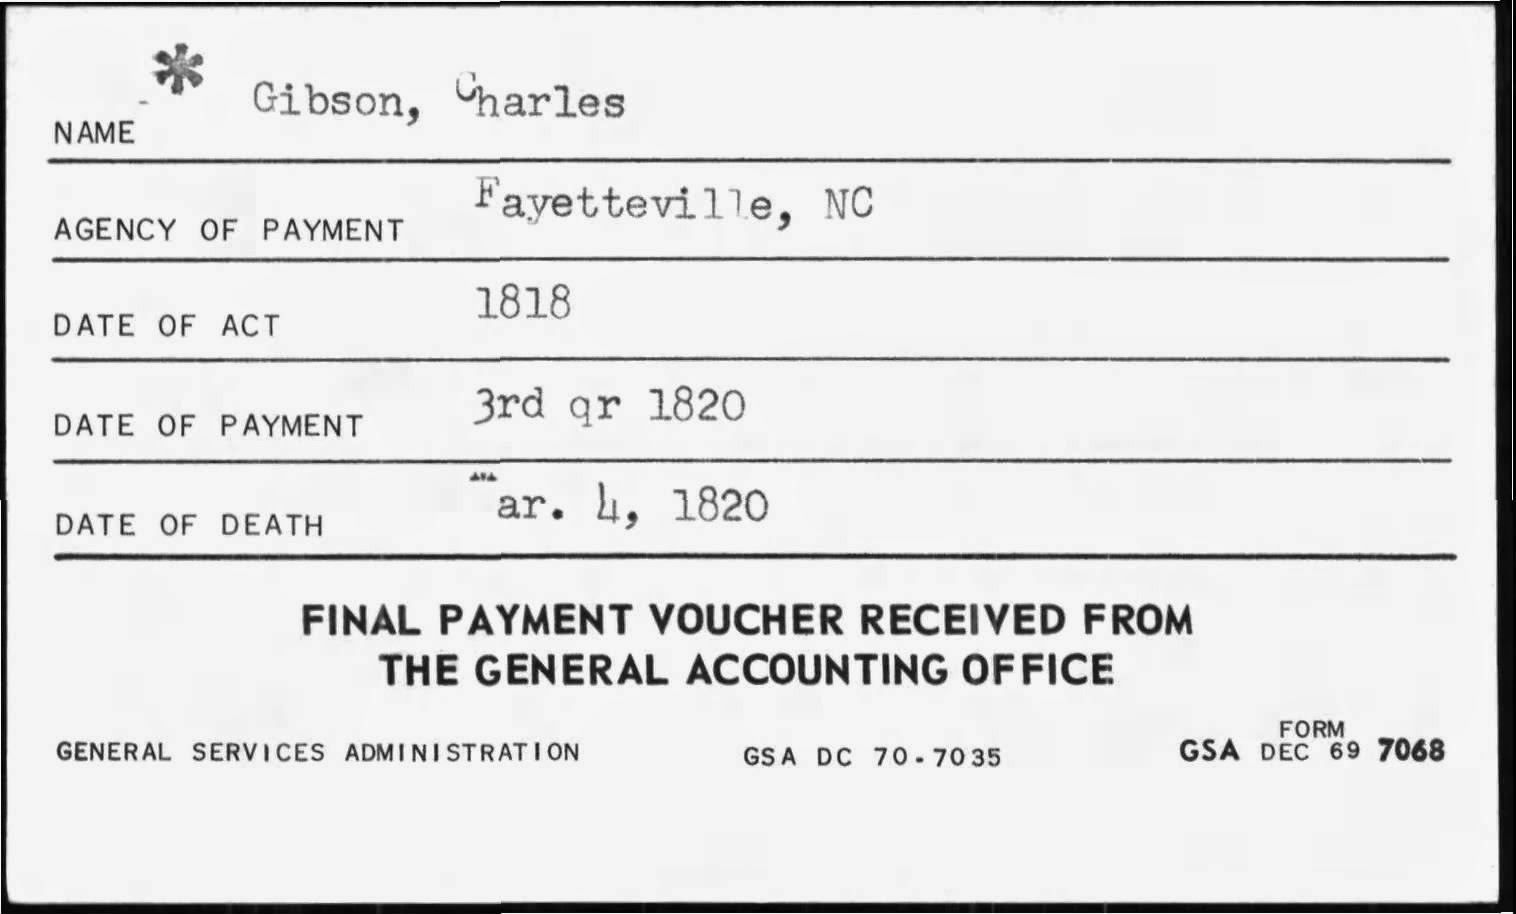 * Gibson, Charles
NAME
Fayetteville, NC
AGENCY OF PAYMENT
1818
DATE OF ACT
3rd qr 1820
DATE OF PAYMENT
Mar. 4, 1820
DATE OF DEATH
FINAL PAYMENT VOUCHER RECEIVED FROM
THE GENERAL ACCOUNTING OFFICE
GENERAL SERVICES ADMINISTRATION GSA DC 70-7035 GSA FORM DEC 69 7068